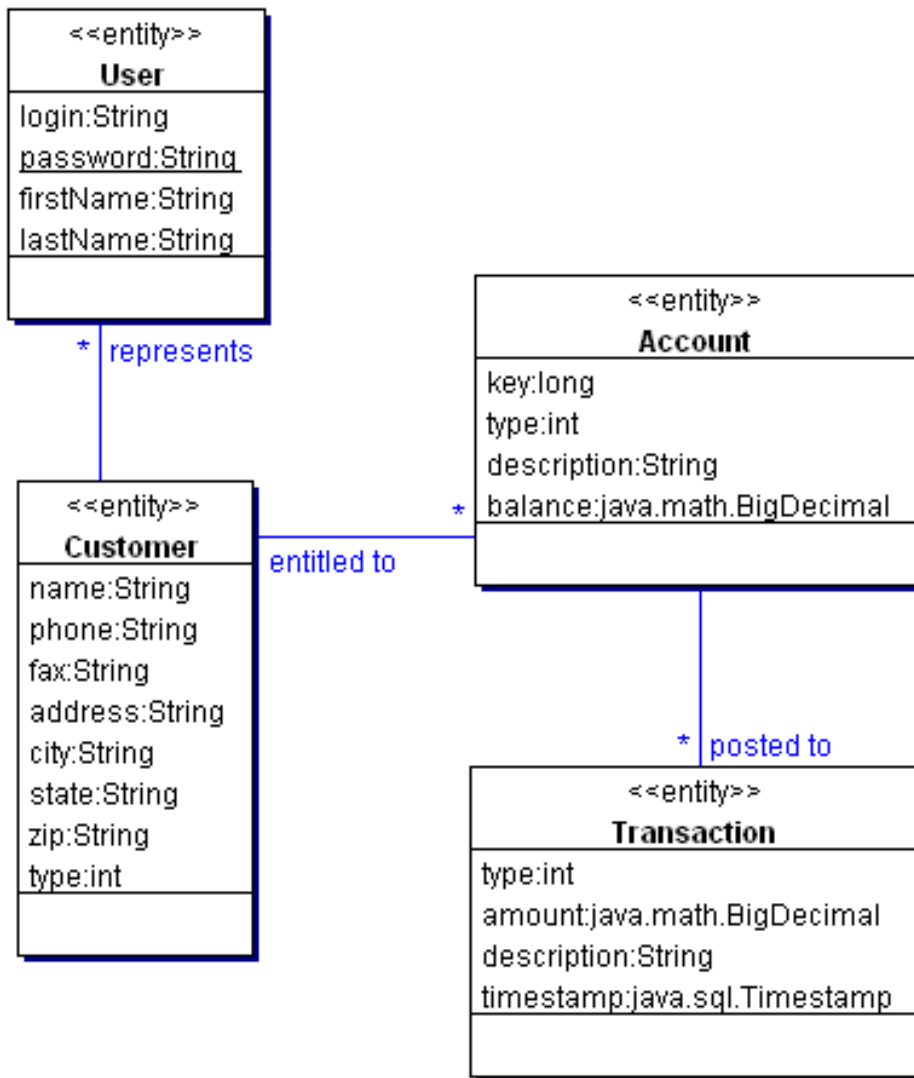 <<entity>>
User
login:String
password:String
firstName:String
lastName:String
* represents
<<entity>>
Customer
name:String
phone:String
fax:String
address:String
city:String
state:String
zip:String
type:int
*
entitled to
<<entity>>
Account
key:long
type:int
description:String
balance:java.math.BigDecimal
* posted to
<<entity>>
Transaction
type:int
amount:java.math.BigDecimal
description:String
timestamp:java.sql.Timestamp